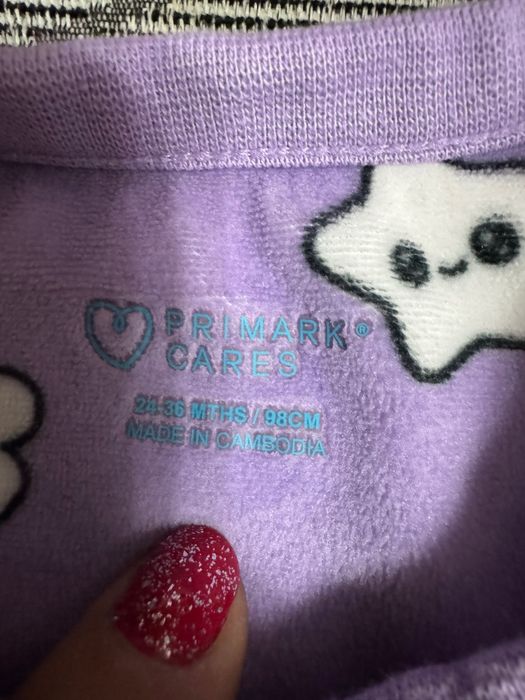 PRIMARK®
CARES
24-36 MTHS / 98CM
MADE IN CAMBODIA